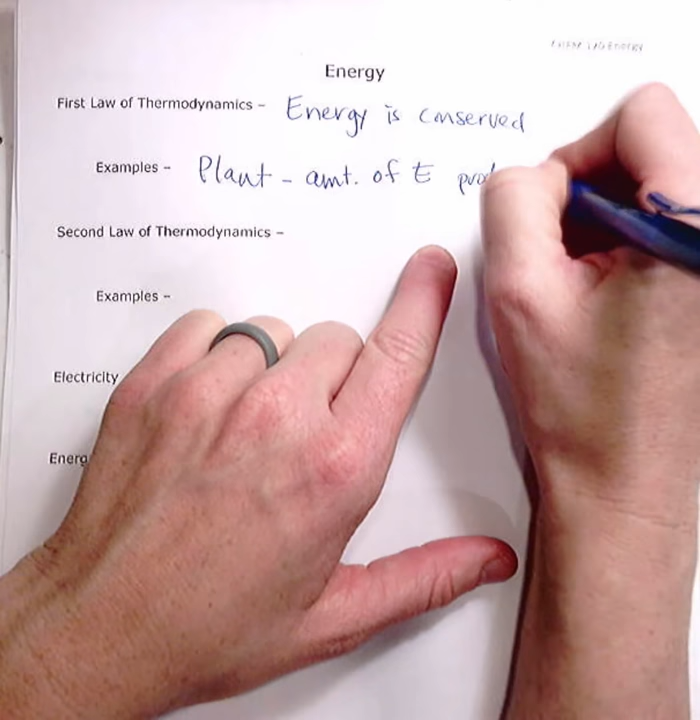 Energy
First Law of Thermodynamics – Energy is conserved
Examples – Plant - amt. of E
Second Law of Thermodynamics –
Examples –
Electricity